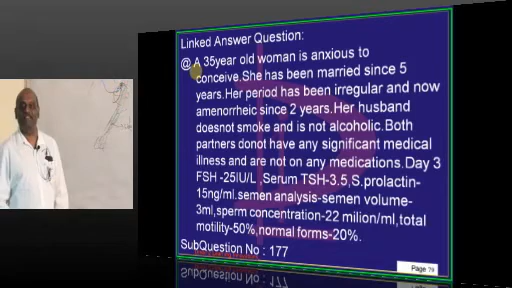 Linked Answer Question:
@ A 35year old woman is anxious to
conceive.She has been married since 5
years.Her period has been irregular and now
amenorrheic since 2 years.Her husband
doesnot smoke and is not alcoholic.Both
partners donot have any significant medical
illness and are not on any medications.Day 3
FSH -25IU/L ,Serum TSH-3.5,S.prolactin-
15ng/ml.semen analysis-semen volume-
3ml,sperm concentration-22 milion/ml,total
motility-50%,normal forms-20%.
SubQuestion No : 177
Page 79